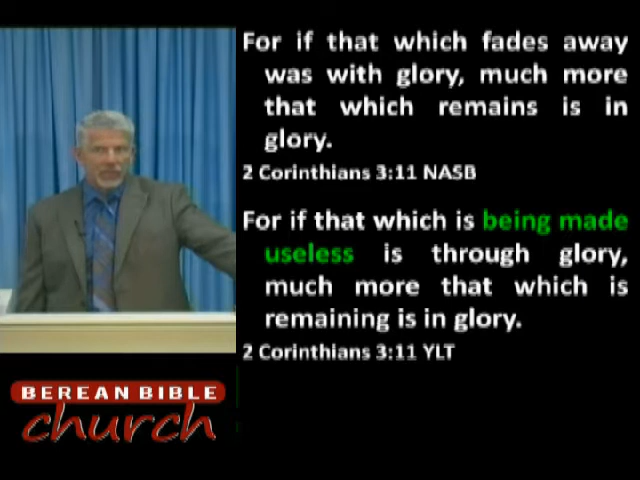 For if that which fades away
was with glory, much more
that which remains is in
glory.
2 Corinthians 3:11 NASB
For if that which is being made
useless is through glory,
much more that which is
remaining is in glory.
2 Corinthians 3:11 YLT
BEREAN BIBLE
church